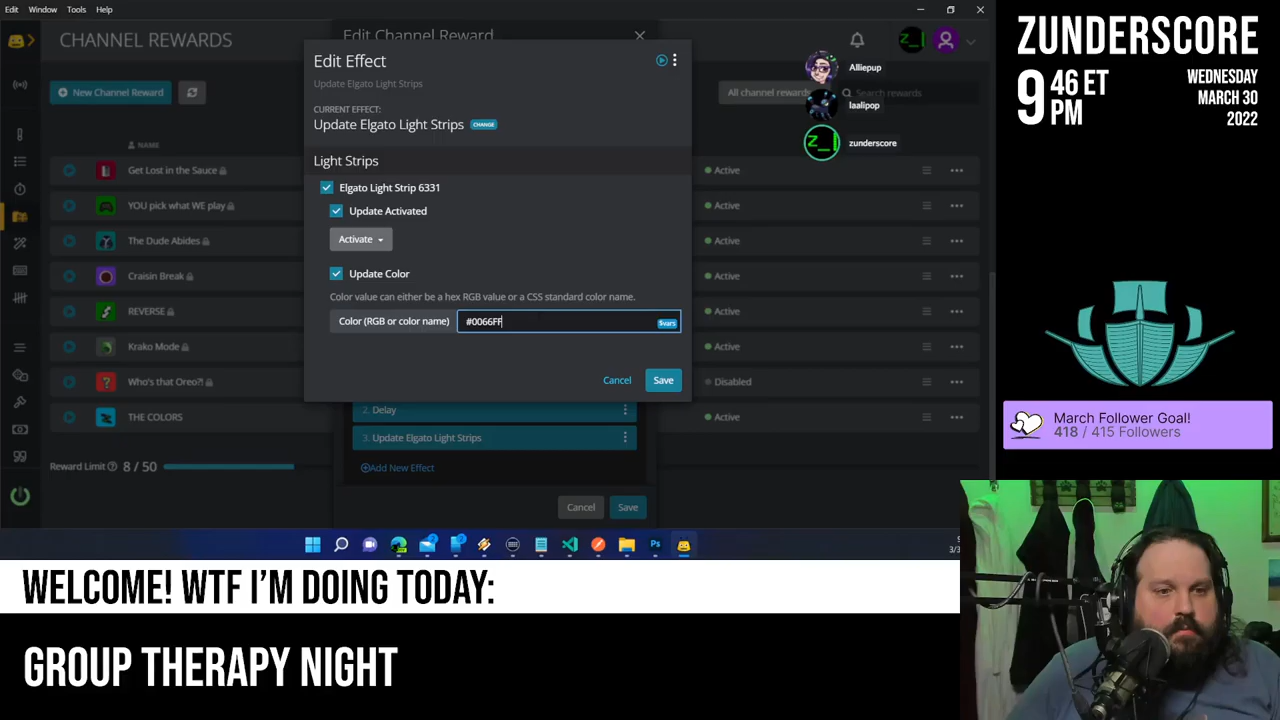 Edit Window Tools Help
CHANNEL REWARDS
New Channel Reward
All channel rewards
Search rewards
NAME
Get Lost in the Sauce
YOU pick what WE play
The Dude Abides
Craisin Break
REVERSE
Krako Mode
Who's that Oreo?!
THE COLORS
Active
Active
Active
Active
Active
Active
Disabled
Active
Reward Limit 8 / 50
Edit Channel Reward
Edit Effect
Update Elgato Light Strips
CURRENT EFFECT:
Update Elgato Light Strips CHANGE
Light Strips
Elgato Light Strip 6331
Update Activated
Activate
Update Color
Color value can either be a hex RGB value or a CSS standard color name.
Color (RGB or color name) #0066FF $vars
Cancel Save
2. Delay
3. Update Elgato Light Strips
Add New Effect
Cancel Save
Alliepup
laalipop
zunderscore
ZUNDERSCORE
9 46 ET
PM
WEDNESDAY
MARCH 30
2022
March Follower Goal!
418 / 415 Followers
WELCOME! WTF I'M DOING TODAY:
GROUP THERAPY NIGHT